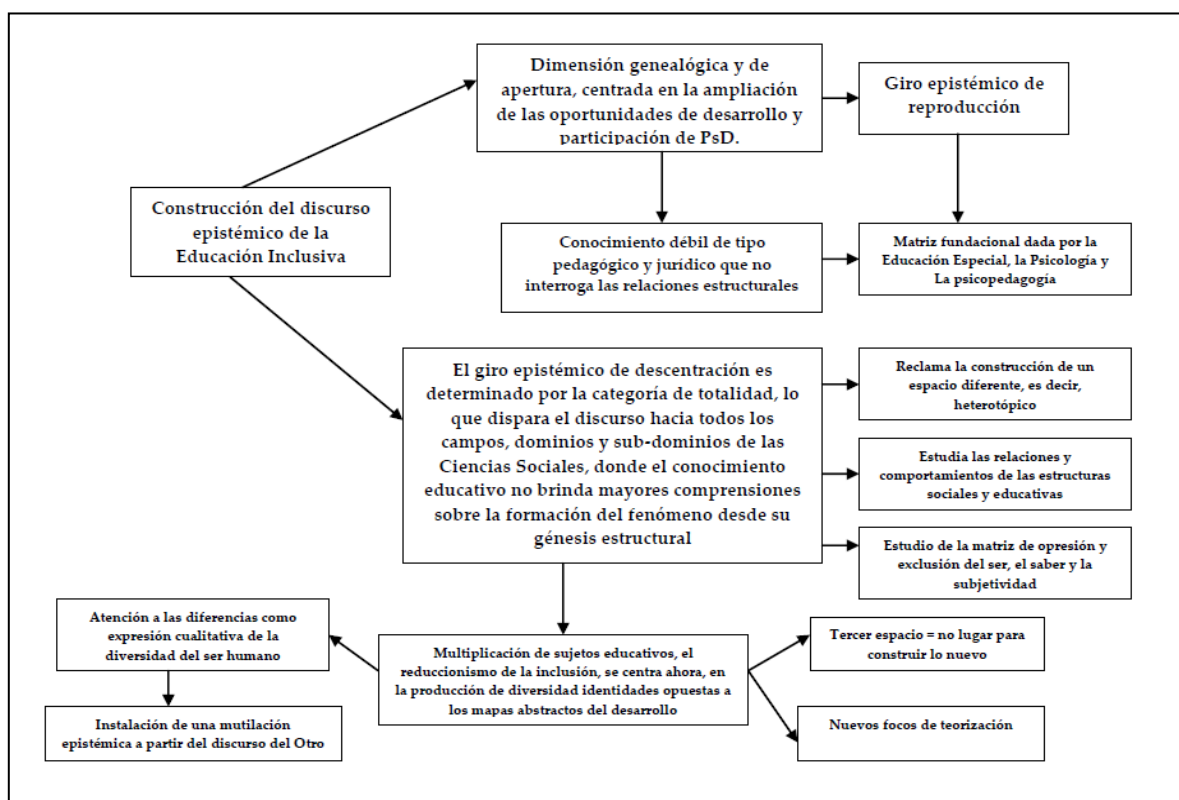 Dimensión genealógica y de
apertura, centrada en la ampliación
de las oportunidades de desarrollo y
participación de PsD.
Giro epistémico de
reproducción
Construcción del discurso
epistémico de la
Educación Inclusiva
Conocimiento débil de tipo
pedagógico y jurídico que no
interroga las relaciones estructurales
Matriz fundacional dada por la
Educación Especial, la Psicología y
La psicopedagogía
El giro epistémico de descentración es
determinado por la categoría de totalidad, lo
que dispara el discurso hacia todos los
campos, dominios y sub-dominios de las
Ciencias Sociales, donde el conocimiento
educativo no brinda mayores comprensiones
sobre la formación del fenómeno desde su
génesis estructural
Reclama la construcción de un
espacio diferente, es decir,
heterotópico
Estudia las relaciones y
comportamientos de las estructuras
sociales y educativas
Estudio de la matriz de opresión y
exclusión del ser, el saber y la
subjetividad
Atención a las diferencias como
expresión cualitativa de la
diversidad del ser humano
Multiplicación de sujetos educativos, el
reduccionismo de la inclusión, se centra ahora, en
la producción de diversidad identidades opuestas a
los mapas abstractos del desarrollo
Tercer espacio = no lugar para
construir lo nuevo
Instalación de una mutilación
epistémica a partir del discurso del Otro
Nuevos focos de teorización